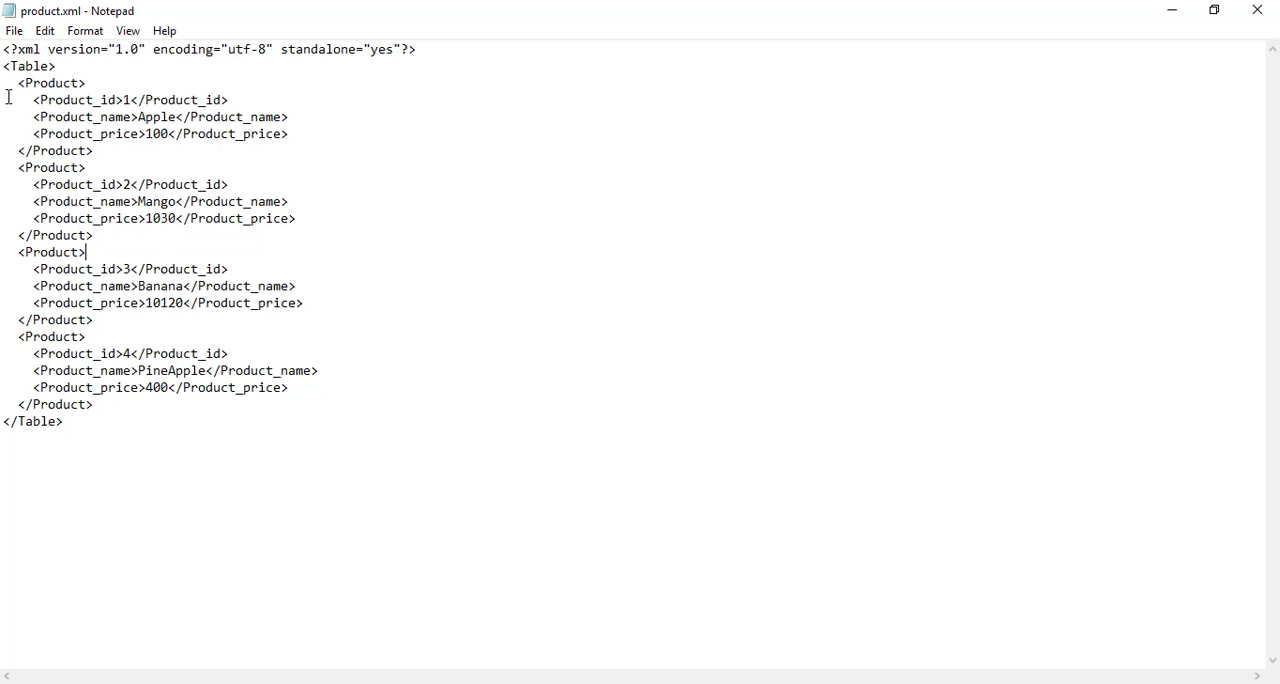 product.xml - Notepad
File Edit Format View Help
<?xml version="1.0" encoding="utf-8" standalone="yes"?>
<Table>
  <Product>
    <Product_id>1</Product_id>
    <Product_name>Apple</Product_name>
    <Product_price>100</Product_price>
  </Product>
  <Product>
    <Product_id>2</Product_id>
    <Product_name>Mango</Product_name>
    <Product_price>1030</Product_price>
  </Product>
  <Product>
    <Product_id>3</Product_id>
    <Product_name>Banana</Product_name>
    <Product_price>10120</Product_price>
  </Product>
  <Product>
    <Product_id>4</Product_id>
    <Product_name>PineApple</Product_name>
    <Product_price>400</Product_price>
  </Product>
</Table>